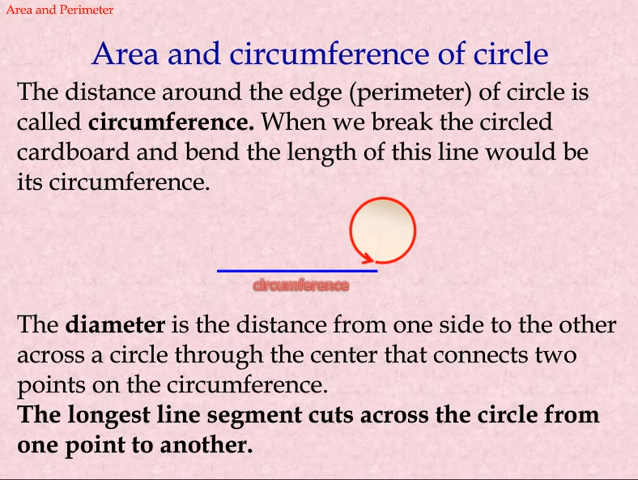 Area and Perimeter
Area and circumference of circle
The distance around the edge (perimeter) of circle is
called circumference. When we break the circled
cardboard and bend the length of this line would be
its circumference.
circumference
The diameter is the distance from one side to the other
across a circle through the center that connects two
points on the circumference.
The longest line segment cuts across the circle from
one point to another.